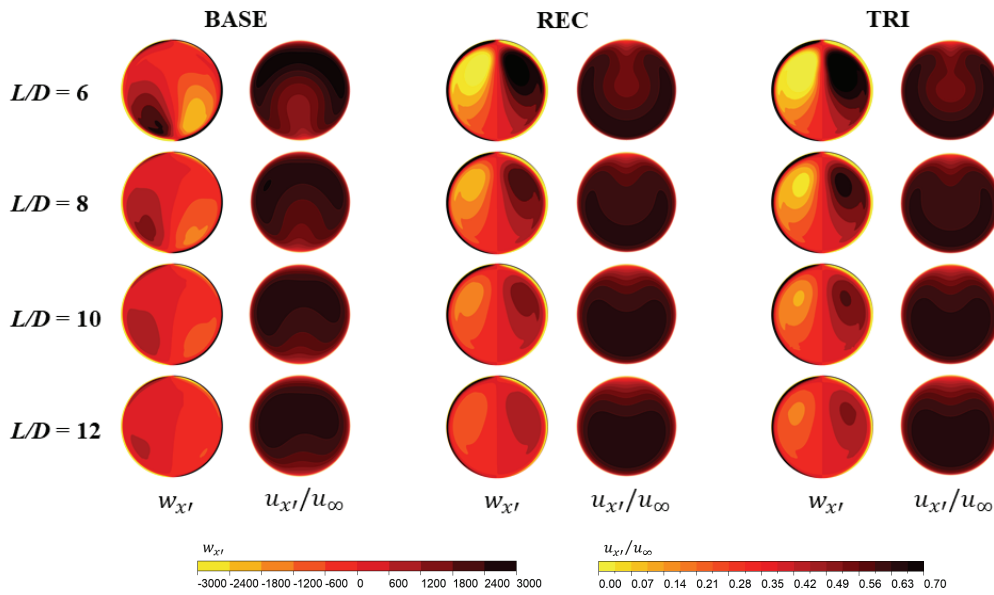 BASE REC TRI
L/D = 6
L/D = 8
L/D = 10
L/D = 12
w_{x′} u_{x′}/u_∞ w_{x′} u_{x′}/u_∞ w_{x′} u_{x′}/u_∞
w_{x′} u_{x′}/u_∞
-3000 -2400 -1800 -1200 -600 0 600 1200 1800 2400 3000 0.00 0.07 0.14 0.21 0.28 0.35 0.42 0.49 0.56 0.63 0.70